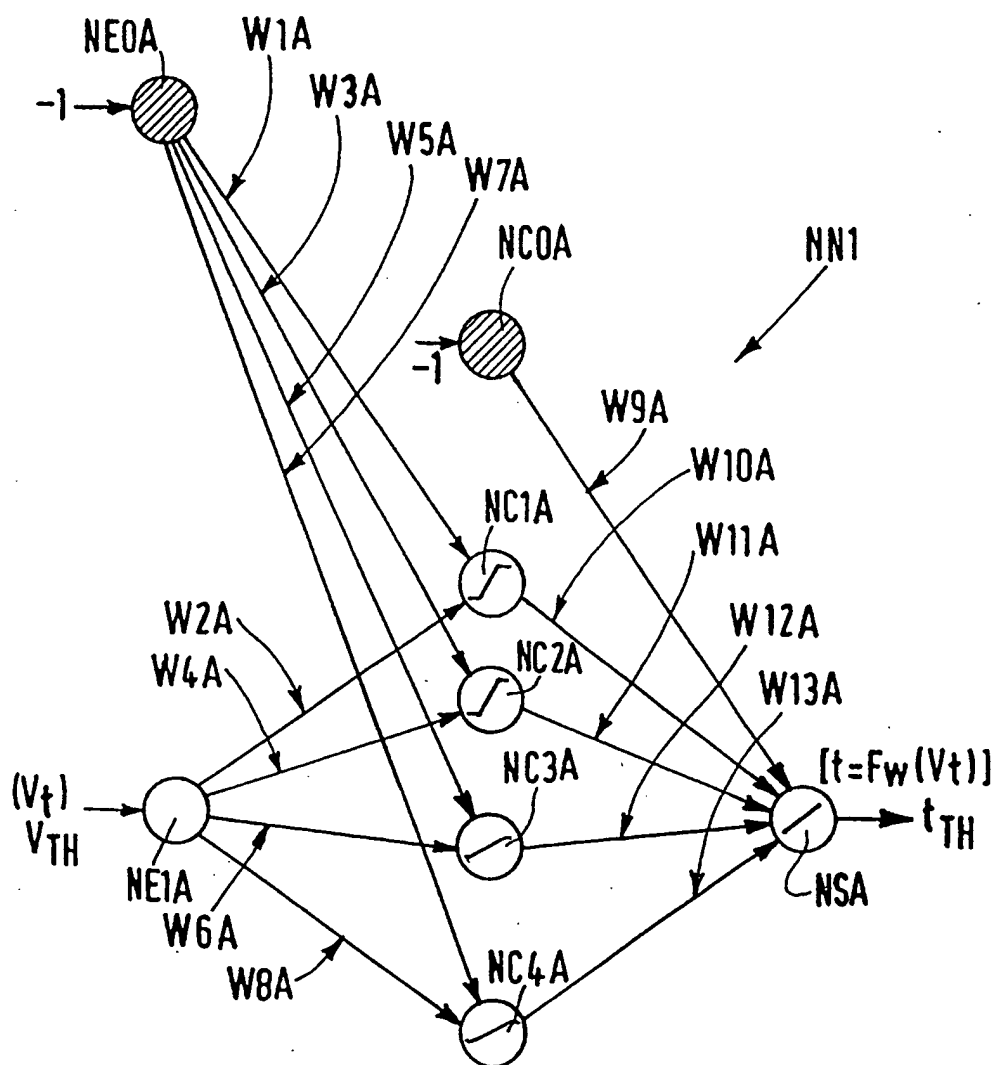 NE0A
W1A
W3A
W5A
W7A
-1
NC0A
-1
NN1
W9A
W10A
NC1A
W11A
W2A
W4A
NC2A
W12A
W13A
(Vt)
VTH
NC3A
[t=Fw(Vt)]
tTH
NE1A
NSA
W6A
W8A
NC4A